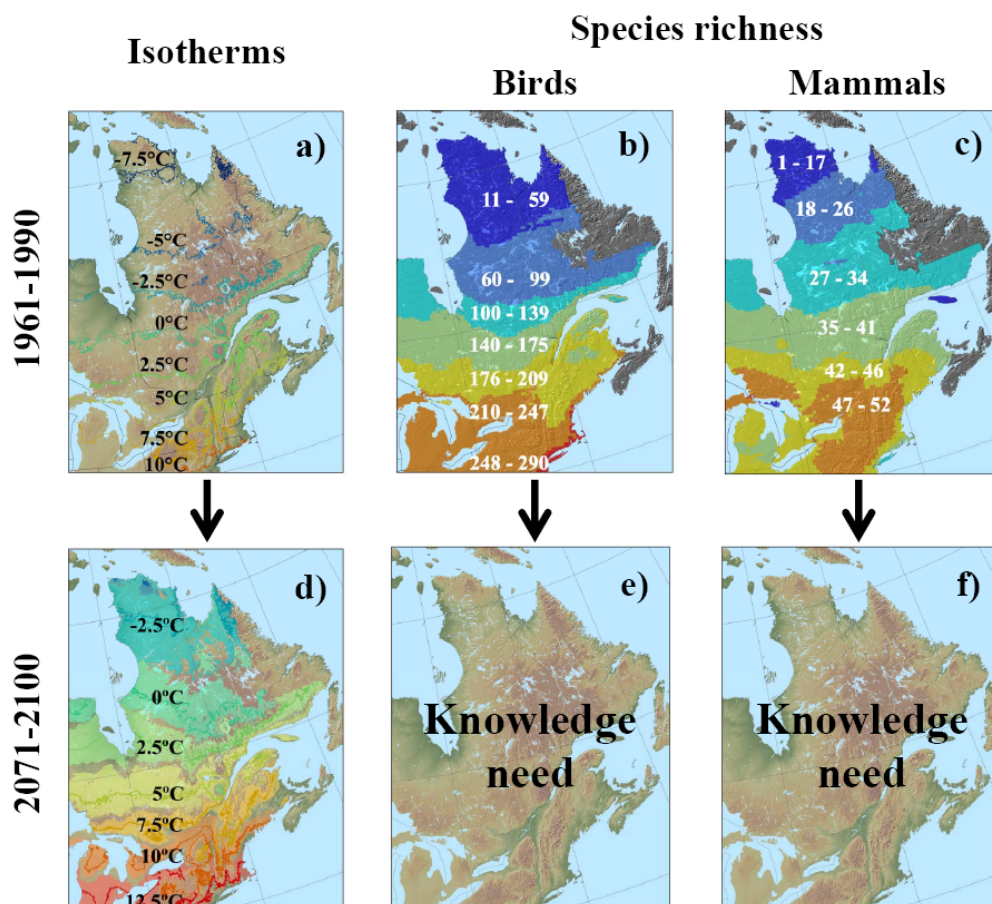 Species richness
Isotherms
Birds
Mammals
1961-1990
a)
-7.5°C
-5°C
-2.5°C
0°C
2.5°C
5°C
7.5°C
10°C
b)
11 - 59
60 - 99
100 - 139
140 - 175
176 - 209
210 - 247
248 - 290
c)
1 - 17
18 - 26
27 - 34
35 - 41
42 - 46
47 - 52
2071-2100
d)
-2.5°C
0°C
2.5°C
5°C
7.5°C
10°C
12.5°C
e)
Knowledge
need
f)
Knowledge
need